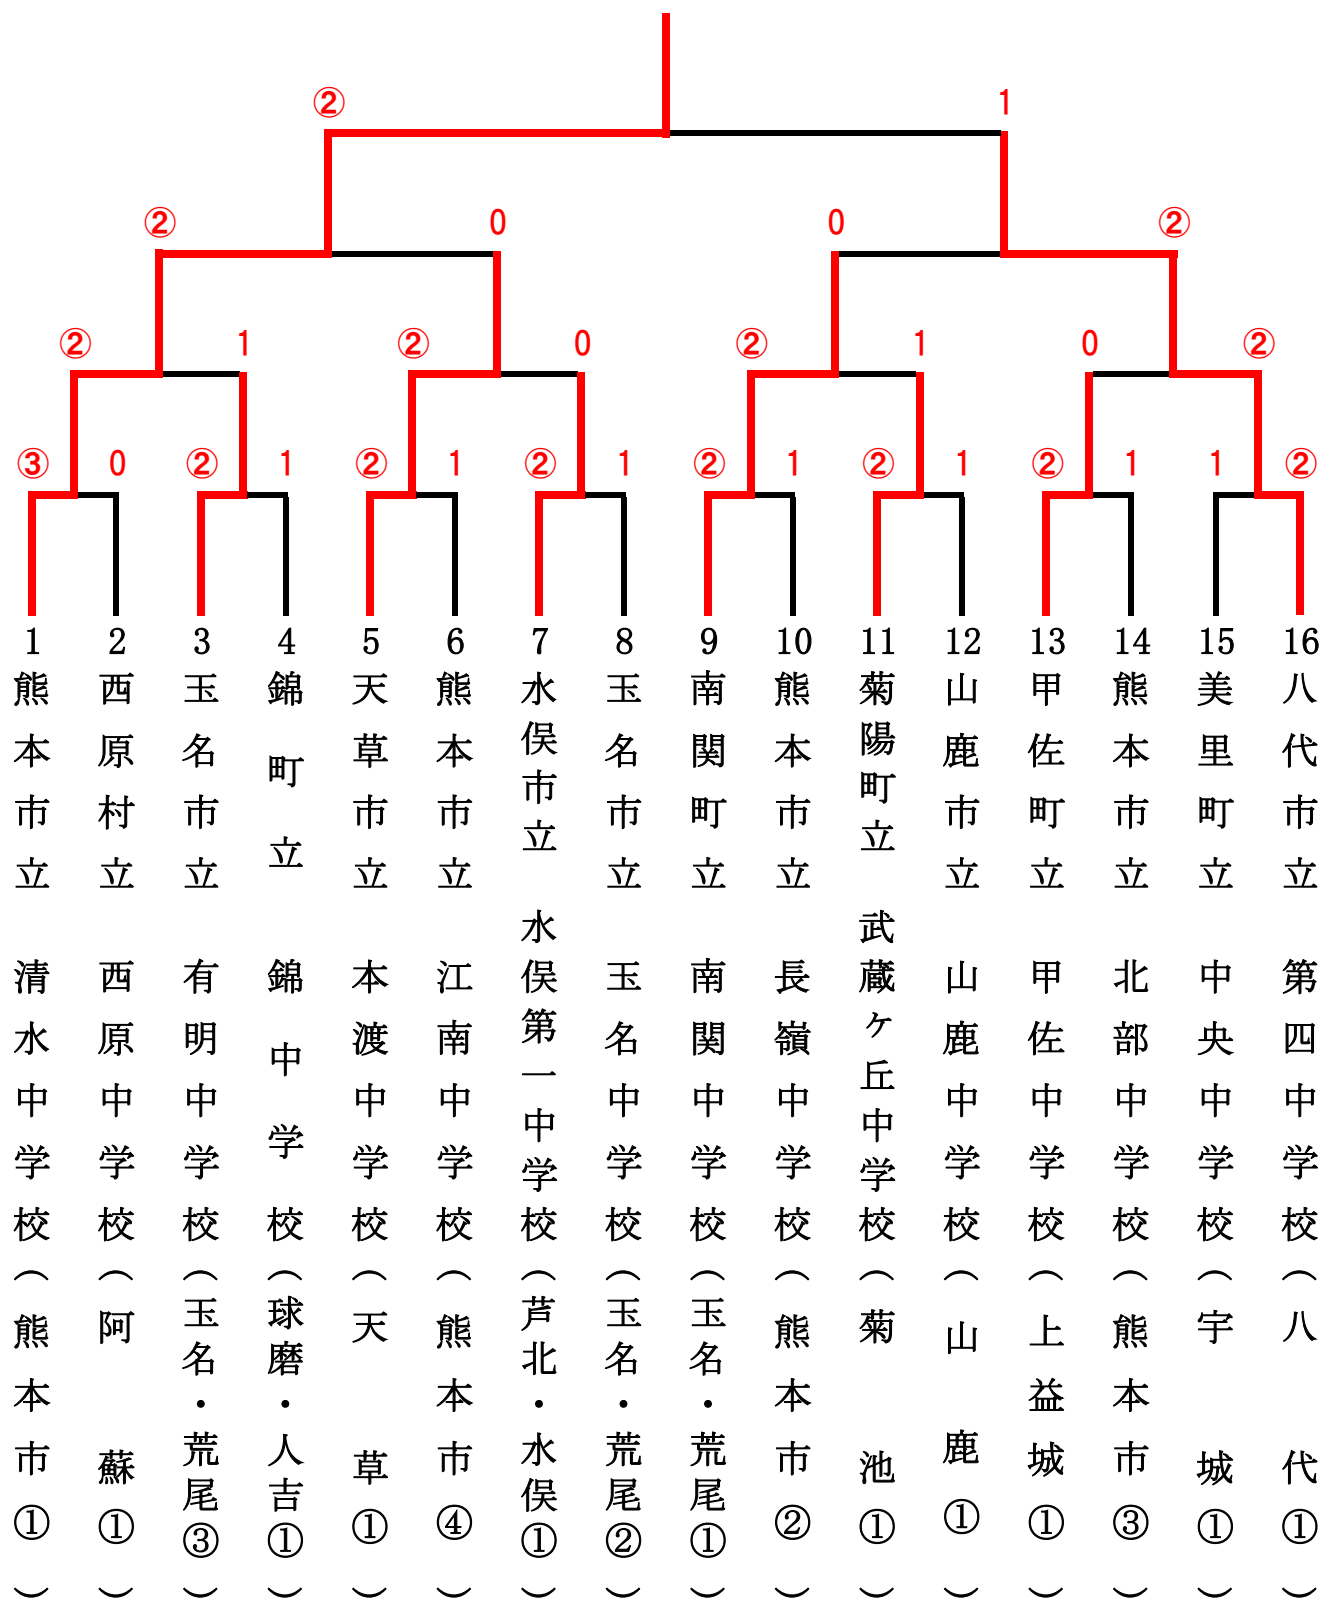 ② 1
② 0 0 ②
② 1 ② 0 ② 1 0 ②
③ 0 ② 1 ② 1 ② 1 ② 1 ② 1 ② 1 1 ②
1 熊本市立 清水中学校（熊本市①）
2 西原村立 西原中学校（阿蘇①）
3 玉名市立 有明中学校（玉名・荒尾③）
4 錦町立 錦中学校（球磨・人吉①）
5 天草市立 本渡中学校（天草①）
6 熊本市立 江南中学校（熊本市④）
7 水俣市立 水俣第一中学校（芦北・水俣①）
8 玉名市立 玉名中学校（玉名・荒尾②）
9 南関町立 南関中学校（玉名・荒尾①）
10 熊本市立 長嶺中学校（熊本市②）
11 菊陽町立 武蔵ヶ丘中学校（菊池①）
12 山鹿市立 山鹿中学校（山鹿①）
13 甲佐町立 甲佐中学校（上益城①）
14 熊本市立 北部中学校（熊本市③）
15 美里町立 中央中学校（宇城①）
16 八代市立 第四中学校（八代①）